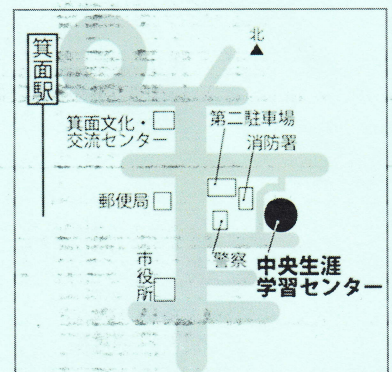 北
箕面駅
箕面文化・
交流センター
第二駐車場
消防署
郵便局
警察
中央生涯
学習センター
市役所